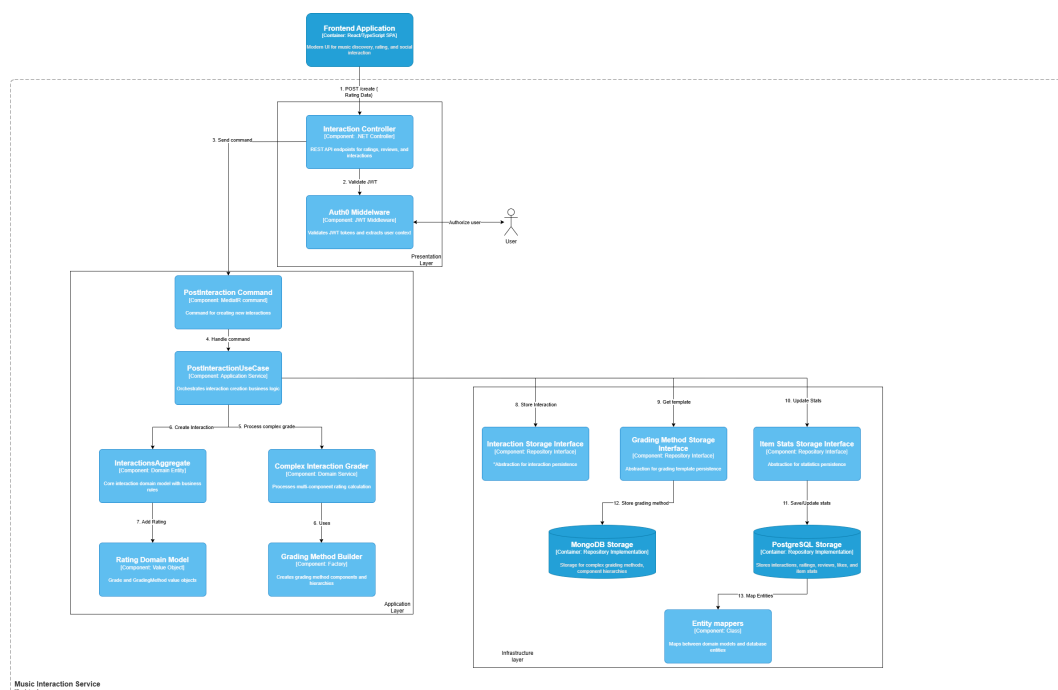 Frontend Application
[Container: React/TypeScript SPA]
Modern UI for music discovery, rating, and social
interaction
1. POST /create (
Rating Data)
Interaction Controller
[Component: .NET Controller]
REST API endpoints for ratings, reviews, and
interactions
3. Send command
2. Validate JWT
Auth0 Middelware
[Component: JWT Middleware]
Validates JWT tokens and extracts user context
Authorize user
User
Presentation
Layer
PostInteraction Command
[Component: MediatR command]
Command for creating new interactions
4. Handle command
PostInteractionUseCase
[Component: Application Service]
Orchestrates interaction creation business logic
6. Create Interaction
5. Process complex grade
8. Store Interaction
9. Get template
10. Update Stats
InteractionsAggregate
[Component: Domain Entity]
Core interaction domain model with business
rules
Complex Interaction Grader
[Component: Domain Service]
Processes multi-component rating calculation
Interaction Storage Interface
[Component: Repository Interface]
"Abstraction for interaction persistence
Grading Method Storage
Interface
[Component: Repository Interface]
Abstraction for grading template persistence
Item Stats Storage Interface
[Component: Repository Interface]
Abstraction for statistics persistence
7. Add Rating
6. Uses
12. Store grading method
11. Save/Update stats
Rating Domain Model
[Component: Value Object]
Grade and GradingMethod value objects
Grading Method Builder
[Component: Factory]
Creates grading method components and
hierarchies
MongoDB Storage
[Container: Repository Implementation]
Storage for complex grading methods,
component hierarchies
PostgreSQL Storage
[Container: Repository Implementation]
Stores interactions, ratings, reviews, likes, and
item stats
13. Map Entities
Application
Layer
Entity mappers
[Component: Class]
Maps between domain models and database
entities
Infrastructure
layer
Music Interaction Service